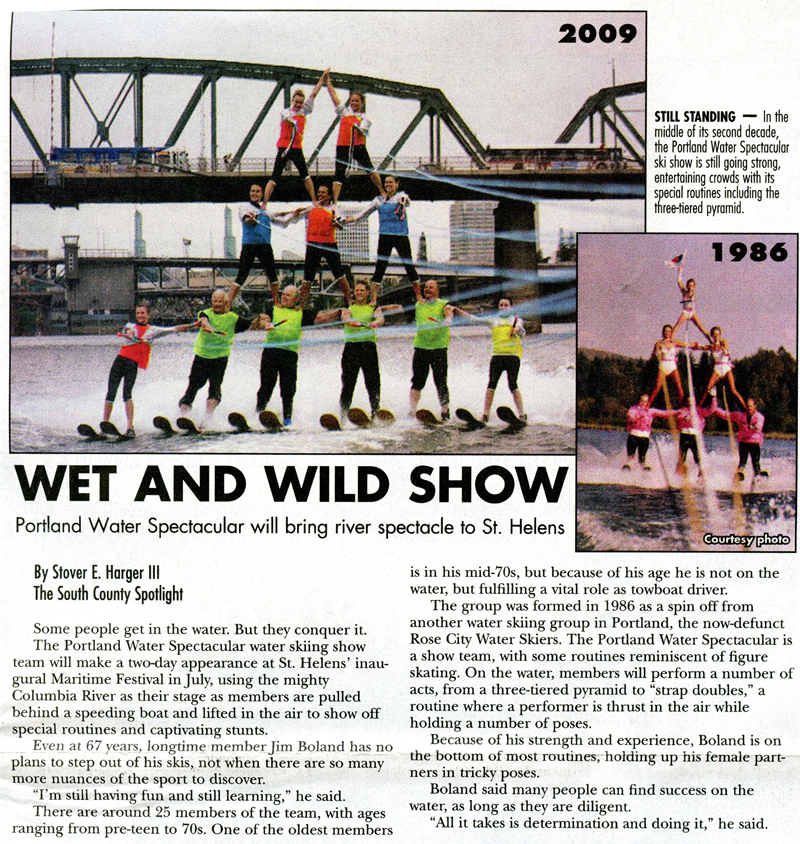 2009
STILL STANDING — In the
middle of its second decade,
the Portland Water Spectacular
ski show is still going strong,
entertaining crowds with its
special routines including the
three-tiered pyramid.
1986
Courtesy photo
WET AND WILD SHOW
Portland Water Spectacular will bring river spectacle to St. Helens
By Stover E. Harger III
The South County Spotlight
Some people get in the water. But they conquer it.
The Portland Water Spectacular water skiing show
team will make a two-day appearance at St. Helens’ inau-
gural Maritime Festival in July, using the mighty
Columbia River as their stage as members are pulled
behind a speeding boat and lifted in the air to show off
special routines and captivating stunts.
Even at 67 years, longtime member Jim Boland has no
plans to step out of his skis, not when there are so many
more nuances of the sport to discover.
“I’m still having fun and still learning,” he said.
There are around 25 members of the team, with ages
ranging from pre-teen to 70s. One of the oldest members
is in his mid-70s, but because of his age he is not on the
water, but fulfilling a vital role as towboat driver.
The group was formed in 1986 as a spin off from
another water skiing group in Portland, the now-defunct
Rose City Water Skiers. The Portland Water Spectacular is
a show team, with some routines reminiscent of figure
skating. On the water, members will perform a number of
acts, from a three-tiered pyramid to “strap doubles,” a
routine where a performer is thrust in the air while
holding a number of poses.
Because of his strength and experience, Boland is on
the bottom of most routines, holding up his female part-
ners in tricky poses.
Boland said many people can find success on the
water, as long as they are diligent.
“All it takes is determination and doing it,” he said.